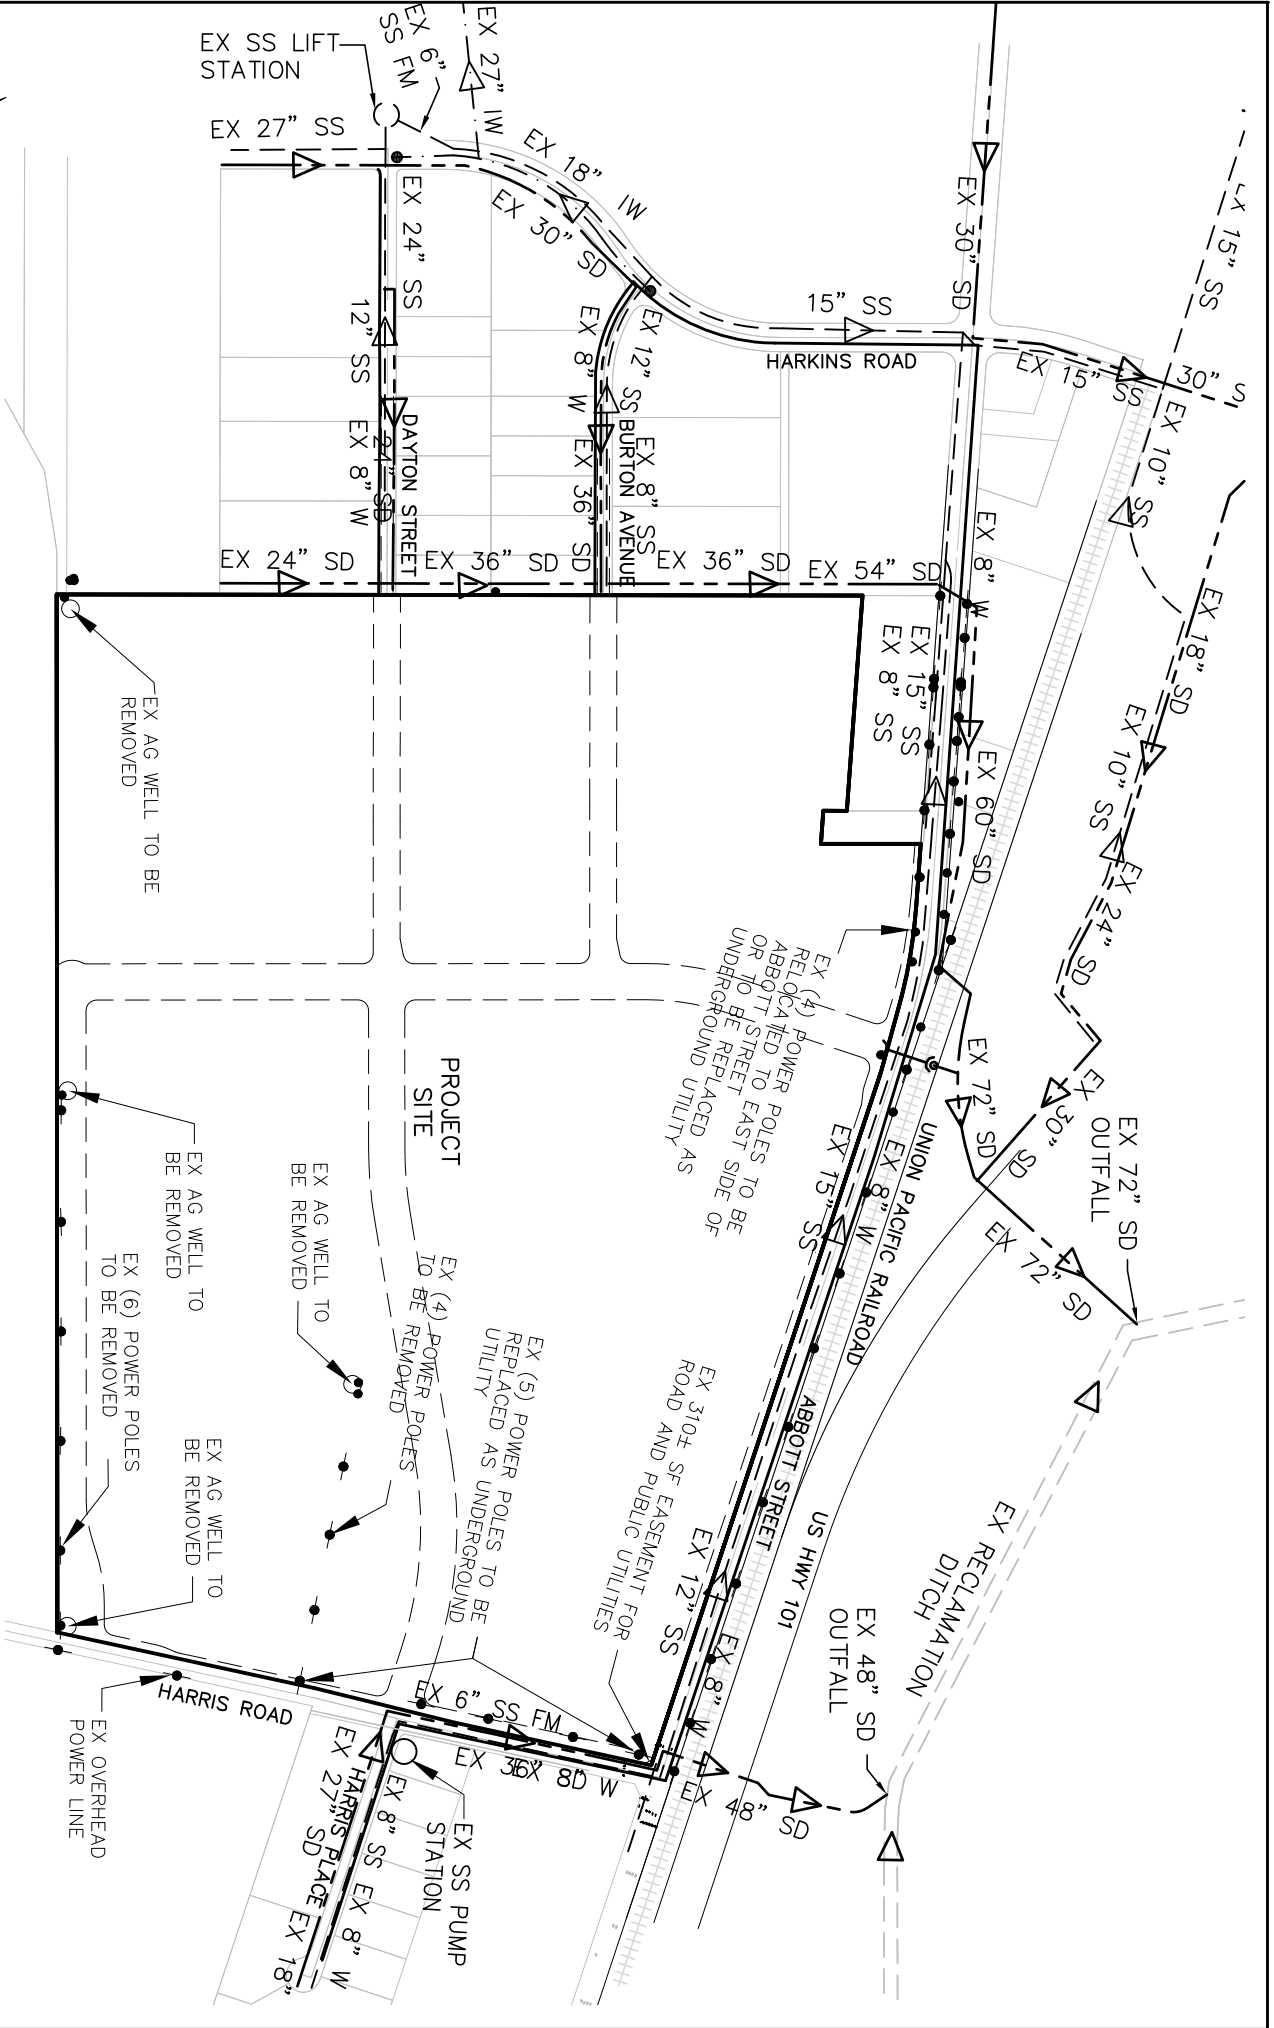 EX SS LIFT
STATION
EX 6"
SS FM
EX 27" IW
EX 27" SS
EX 18" IW
EX 30" SD
EX 24" SS
12" SS
EX 30" SD
15" SS
15" SS
HARKINS ROAD
EX 15" SS
30" S
EX 10" SS
EX 12" SS
EX 8" W
DAYTON STREET
21" SD
EX 8" W
BURTON AVENUE
EX 8" SS
EX 36" SD
EX 24" SD
EX 36" SD
EX 36" SD
EX 54" SD
EX 8" W
EX 18" SD
EX 15" SS
EX 8" SS
EX 10" SS
EX 60" SD
EX 24" SD
EX AG WELL TO BE
REMOVED
EX (4) POWER POLES TO BE
RELOCATED TO EAST SIDE OF
ABBOTT STREET
OR TO BE REPLACED AS
UNDERGROUND UTILITY
EX 30" SD
EX 72" SD
EX 72" SD
OUTFALL
EX 72" SD
PROJECT
SITE
UNION PACIFIC RAILROAD
EX 15" SS
EX 8" W
EX AG WELL TO
BE REMOVED
EX AG WELL TO
BE REMOVED
EX (4) POWER POLES
TO BE REMOVED
EX (6) POWER POLES
TO BE REMOVED
EX (5) POWER POLES TO BE
REPLACED AS UNDERGROUND
UTILITY
EX 310± SF EASEMENT FOR
ROAD AND PUBLIC UTILITIES
ABBOTT STREET
US HWY 101
EX AG WELL TO
BE REMOVED
EX 12" SS
EX 8" W
EX RECLAMATION
DITCH
EX 48" SD
OUTFALL
EX 48" SD
HARRIS ROAD
EX 6" SS FM
EX 8" W
EX OVERHEAD
POWER LINE
HARRIS PLACE
EX 27" SD
EX 8" SS
EX 8" W
EX 18"
EX SS PUMP
STATION